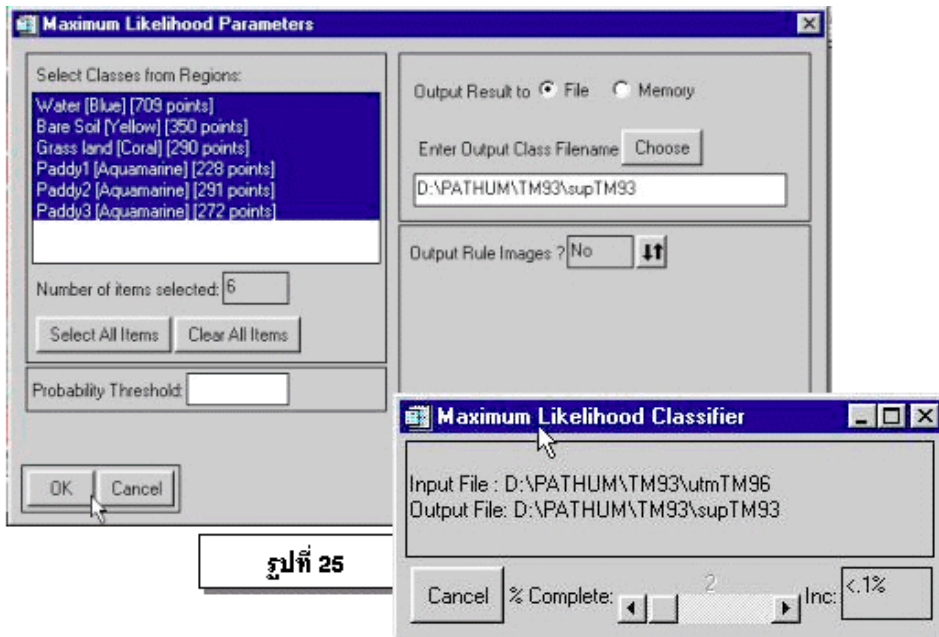 Maximum Likelihood Parameters
Select Classes from Regions:
Water [Blue] [709 points]
Bare Soil [Yellow] [350 points]
Grass land [Coral] [290 points]
Paddy1 [Aquamarine] [228 points]
Paddy2 [Aquamarine] [291 points]
Paddy3 [Aquamarine] [272 points]
Number of items selected: 6
Select All Items Clear All Items
Probability Threshold:
OK Cancel
Output Result to File Memory
Enter Output Class Filename Choose
D:\PATHUM\TM93\supTM93
Output Rule Images ? No
Maximum Likelihood Classifier
Input File : D:\PATHUM\TM93\utmTM96
Output File: D:\PATHUM\TM93\supTM93
2
Cancel % Complete: Inc: <.1%
รูปที่ 25